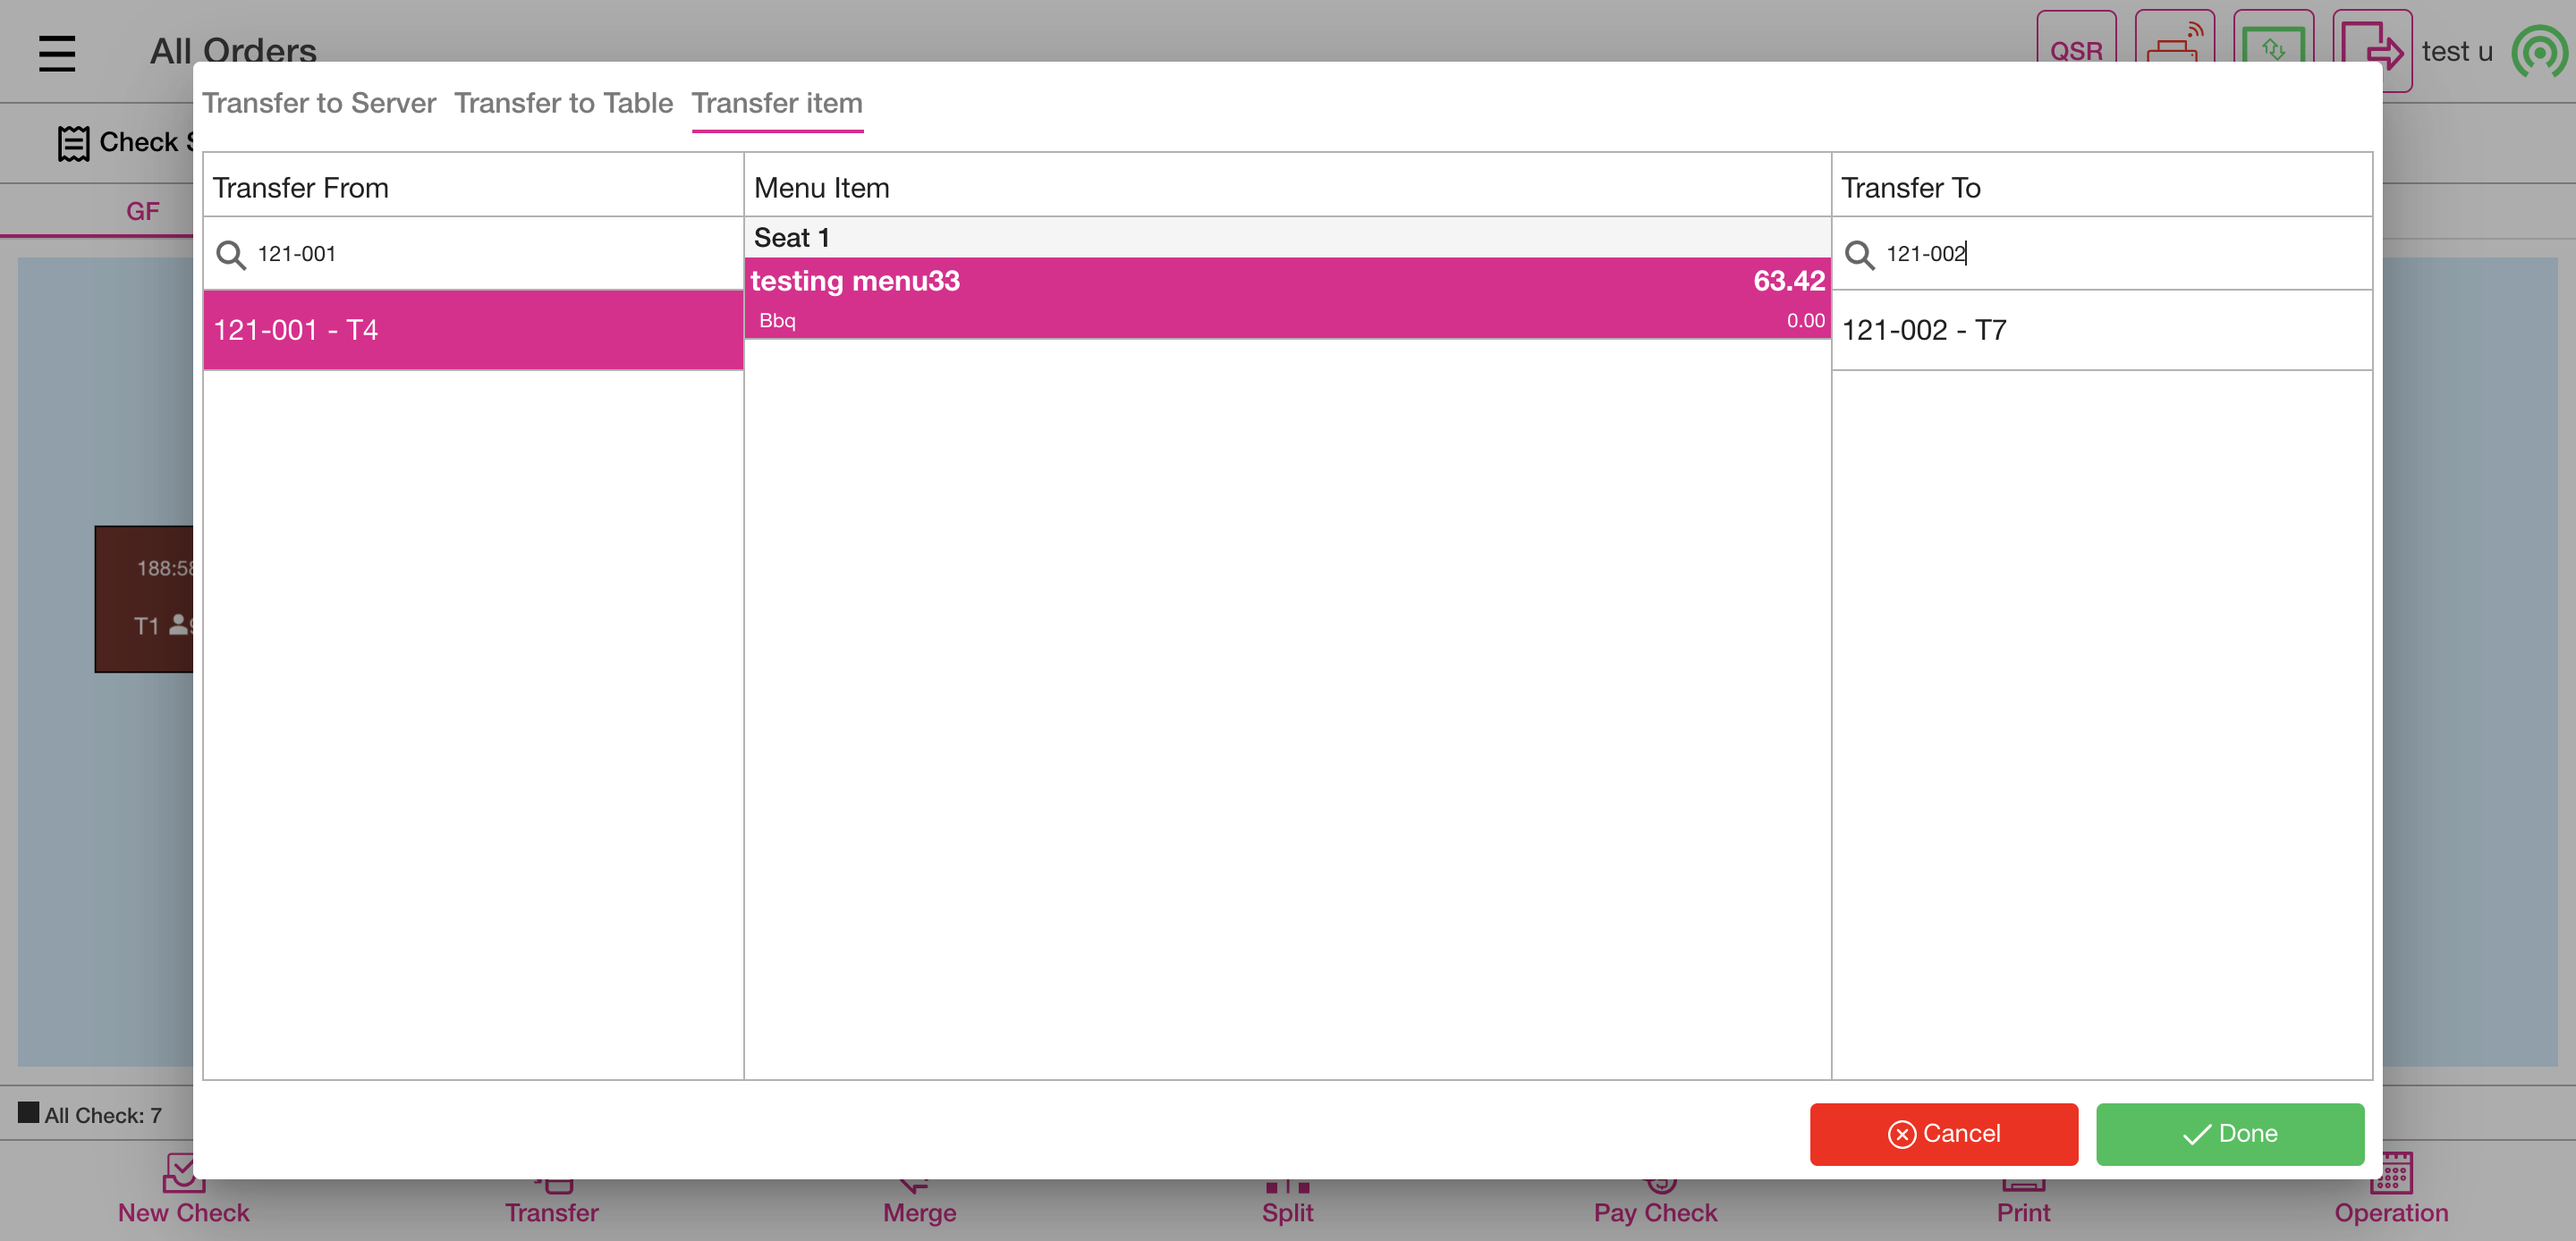 All Orders
QSR
test u
Transfer to Server Transfer to Table Transfer item
Check
GF
Transfer From
Menu Item
Transfer To
121-001
Seat 1
121-002
testing menu33 63.42
Bbq 0.00
121-001 - T4
121-002 - T7
188:58
T1
All Check: 7
Cancel
Done
New Check
Transfer
Merge
Split
Pay Check
Print
Operation